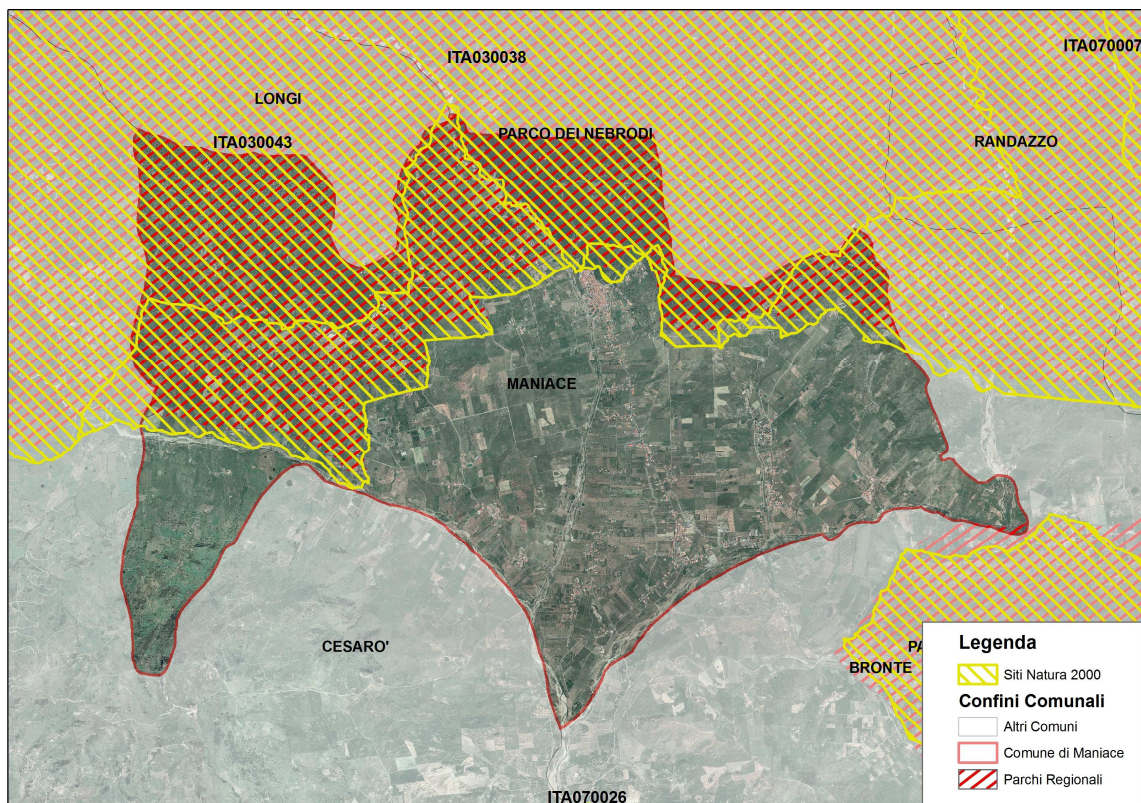 ITA030038
ITA070007
LONGI
ITA030043
PARCO DEI NEBRODI
RANDAZZO
MANIACE
CESARO'
BRONTE
PA
ITA070026
Legenda
Siti Natura 2000
Confini Comunali
Altri Comuni
Comune di Maniace
Parchi Regionali